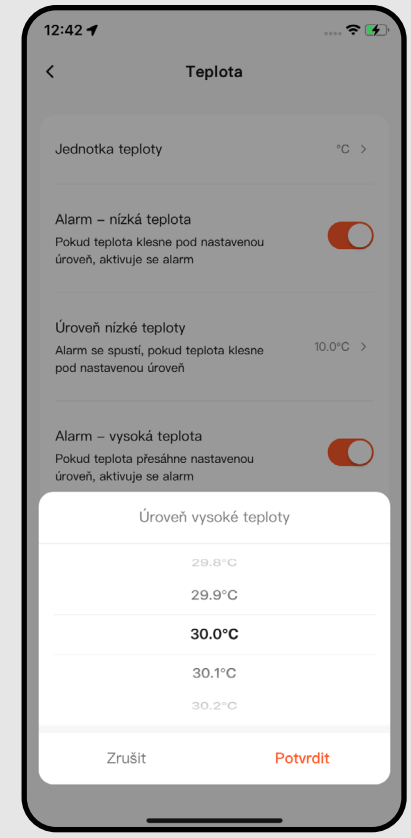 12:42
Teplota
Jednotka teploty
°C >
Alarm – nízká teplota
Pokud teplota klesne pod nastavenou
úroveň, aktivuje se alarm
Úroveň nízké teploty
Alarm se spustí, pokud teplota klesne
pod nastavenou úroveň
10.0°C >
Alarm – vysoká teplota
Pokud teplota přesáhne nastavenou
úroveň, aktivuje se alarm
Úroveň vysoké teploty
29.8°C
29.9°C
30.0°C
30.1°C
30.2°C
Zrušit
Potvrdit